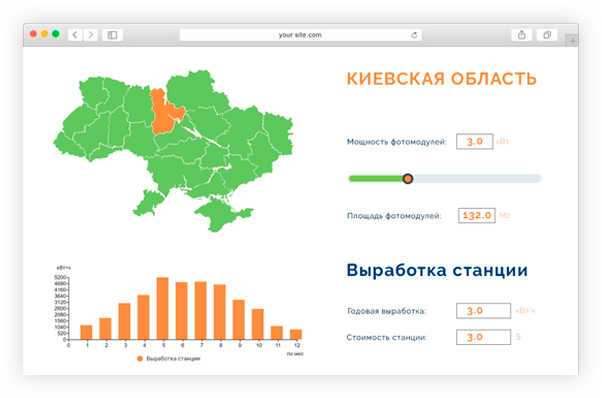 your site.com
КИЕВСКАЯ ОБЛАСТЬ
Мощность фотомодулей: 3.0 кВт
Площадь фотомодулей: 132.0 M2
Выработка станции
Годовая выработка: 3.0 кВт'ч
Стоимость станции: 3.0 $
кВт*ч
5200
4680
4160
3640
3120
2600
2080
1560
1040
520
0 1 2 3 4 5 6 7 8 9 10 11 12
по мес
Выработка станции